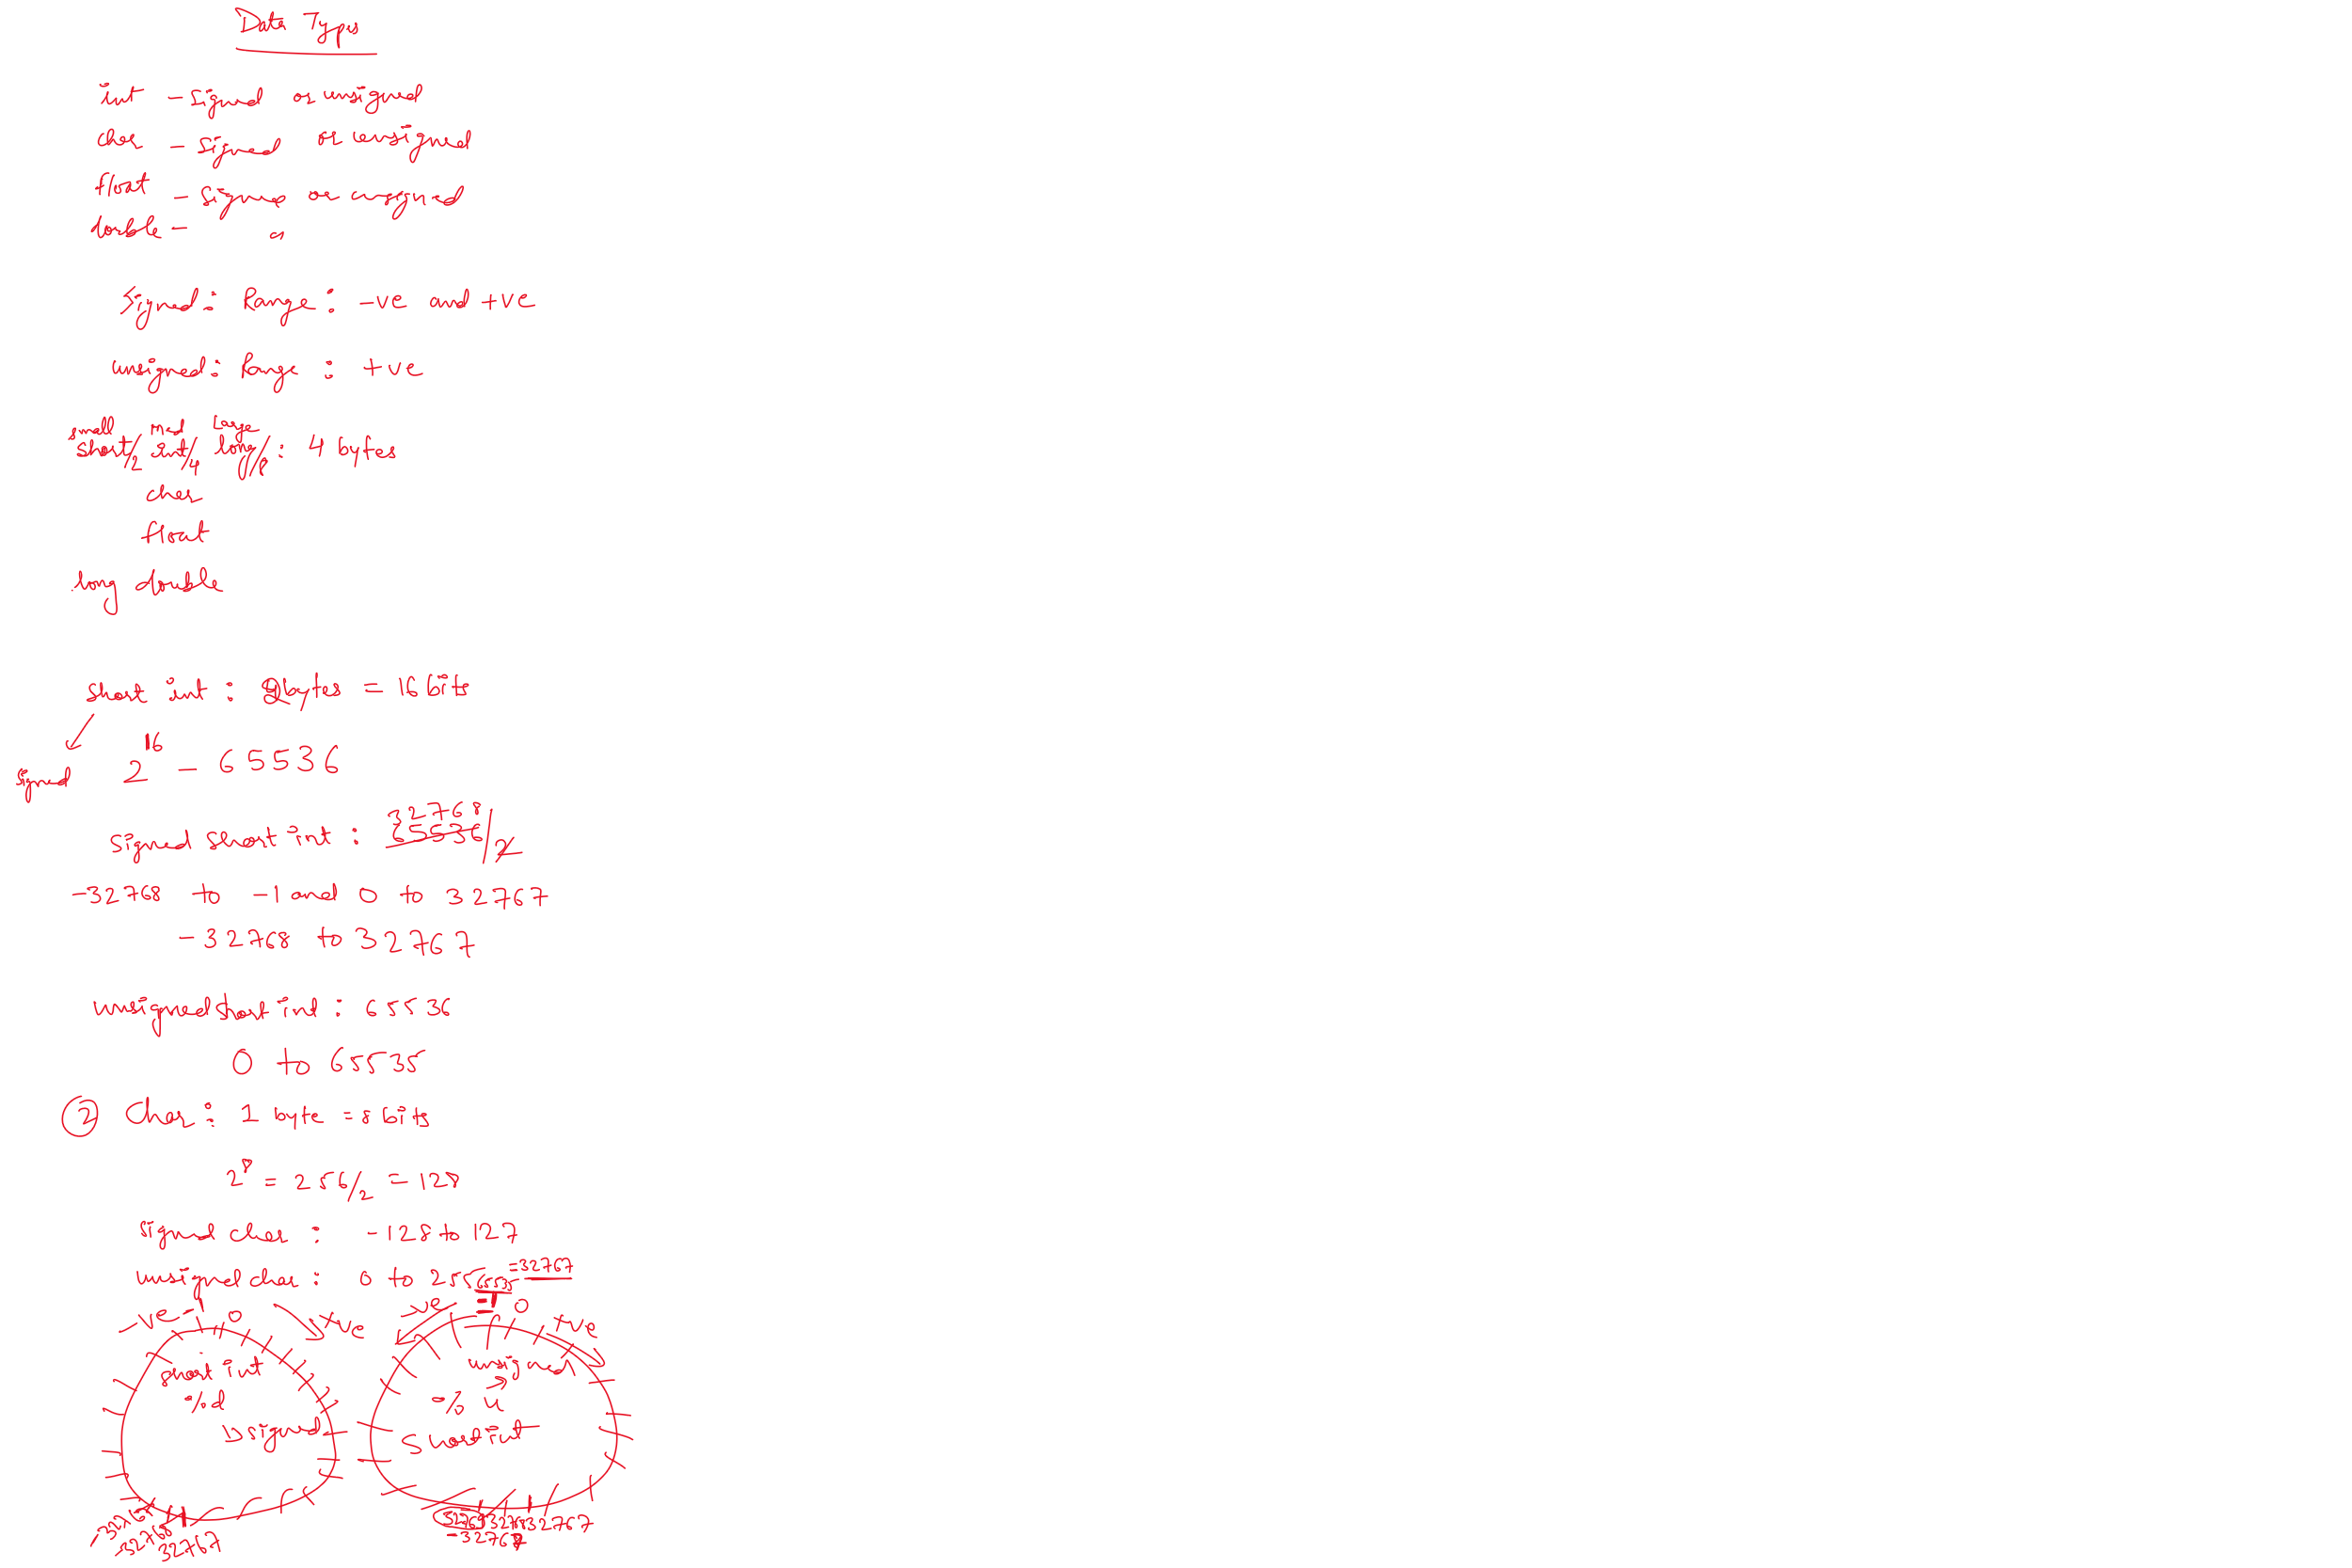 Data Types
int - signed or unsigned
char - signed or unsigned
float - signed or unsigned
double - "
Signed: Range: -ve and +ve
unsigned: Range: +ve
small med Large
short/2 int/4 long/8: 4 bytes
char
float
long double
short int: 2bytes = 16 bits
signed 2^16 - 65536
32768
signed short int: 65536/2
-32768 to -1 and 0 to 32767
-32768 to 32767
unsigned short int: 65536
0 to 65535
② Char: 1 byte = 8 bits
2^8 = 256/2 = 128
signed char: -128 to 127
unsigned char: 0 to 255
65535 =32767
-ve -1 0 +ve
-ve =-1 0 +ve
short int
%d
signed
unsigned
% u
Short int
-32767
-32768
32767
32769 32768 32767
-32767